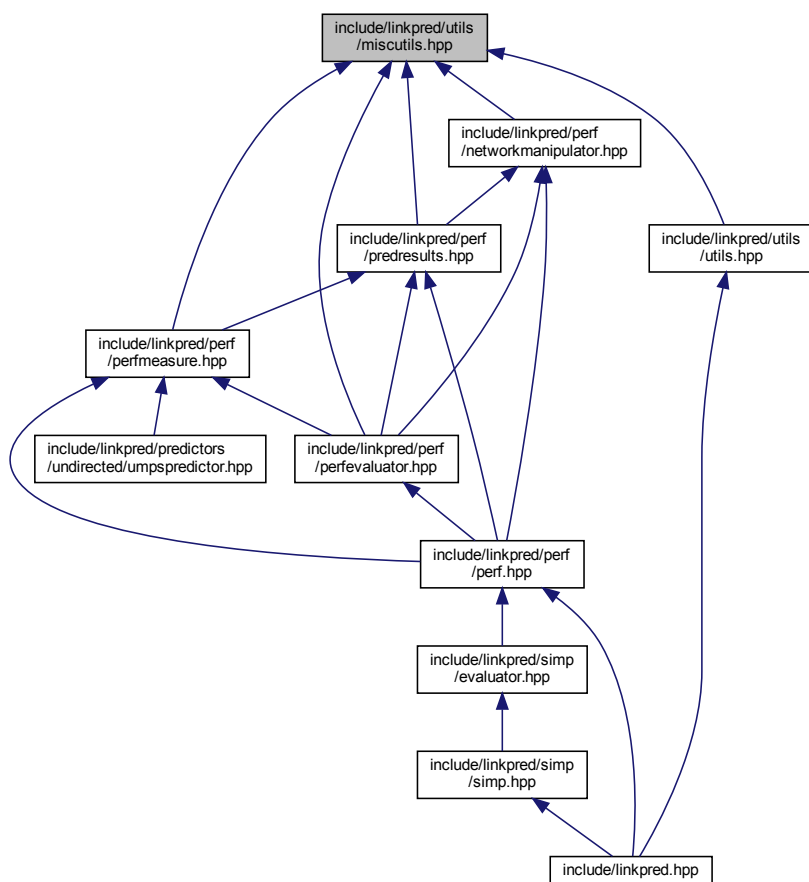 include/linkpred/utils
/miscutils.hpp
include/linkpred/perf
/networkmanipulator.hpp
include/linkpred/perf
/predresults.hpp
include/linkpred/utils
/utils.hpp
include/linkpred/perf
/perfmeasure.hpp
include/linkpred/predictors
/undirected/umpspredictor.hpp
include/linkpred/perf
/perfevaluator.hpp
include/linkpred/perf
/perf.hpp
include/linkpred/simp
/evaluator.hpp
include/linkpred/simp
/simp.hpp
include/linkpred.hpp